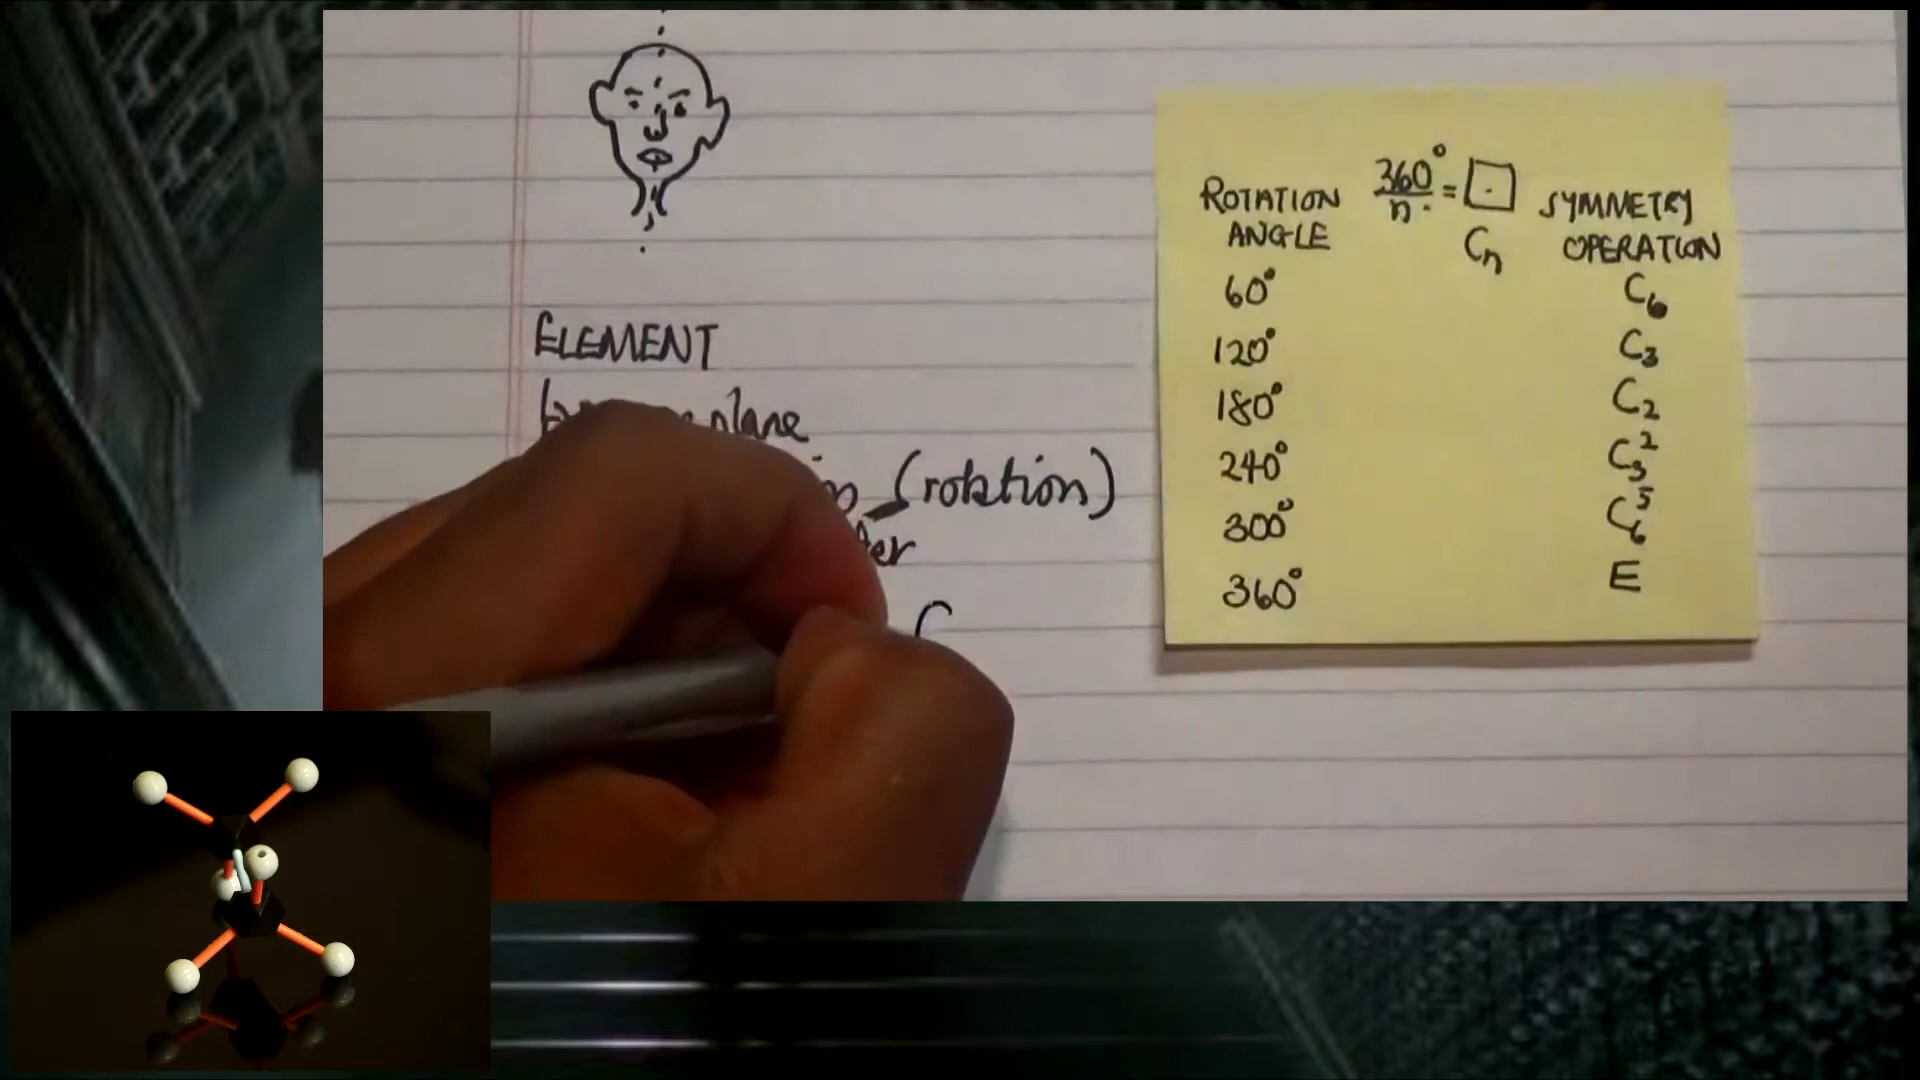 ELEMENT
plane
(rotation)
C
ROTATION ANGLE
360°/n = □
Cn
SYMMETRY OPERATION
60° C₆
120° C₃
180° C₂
240° C₃²
300° C₆⁵
360° E